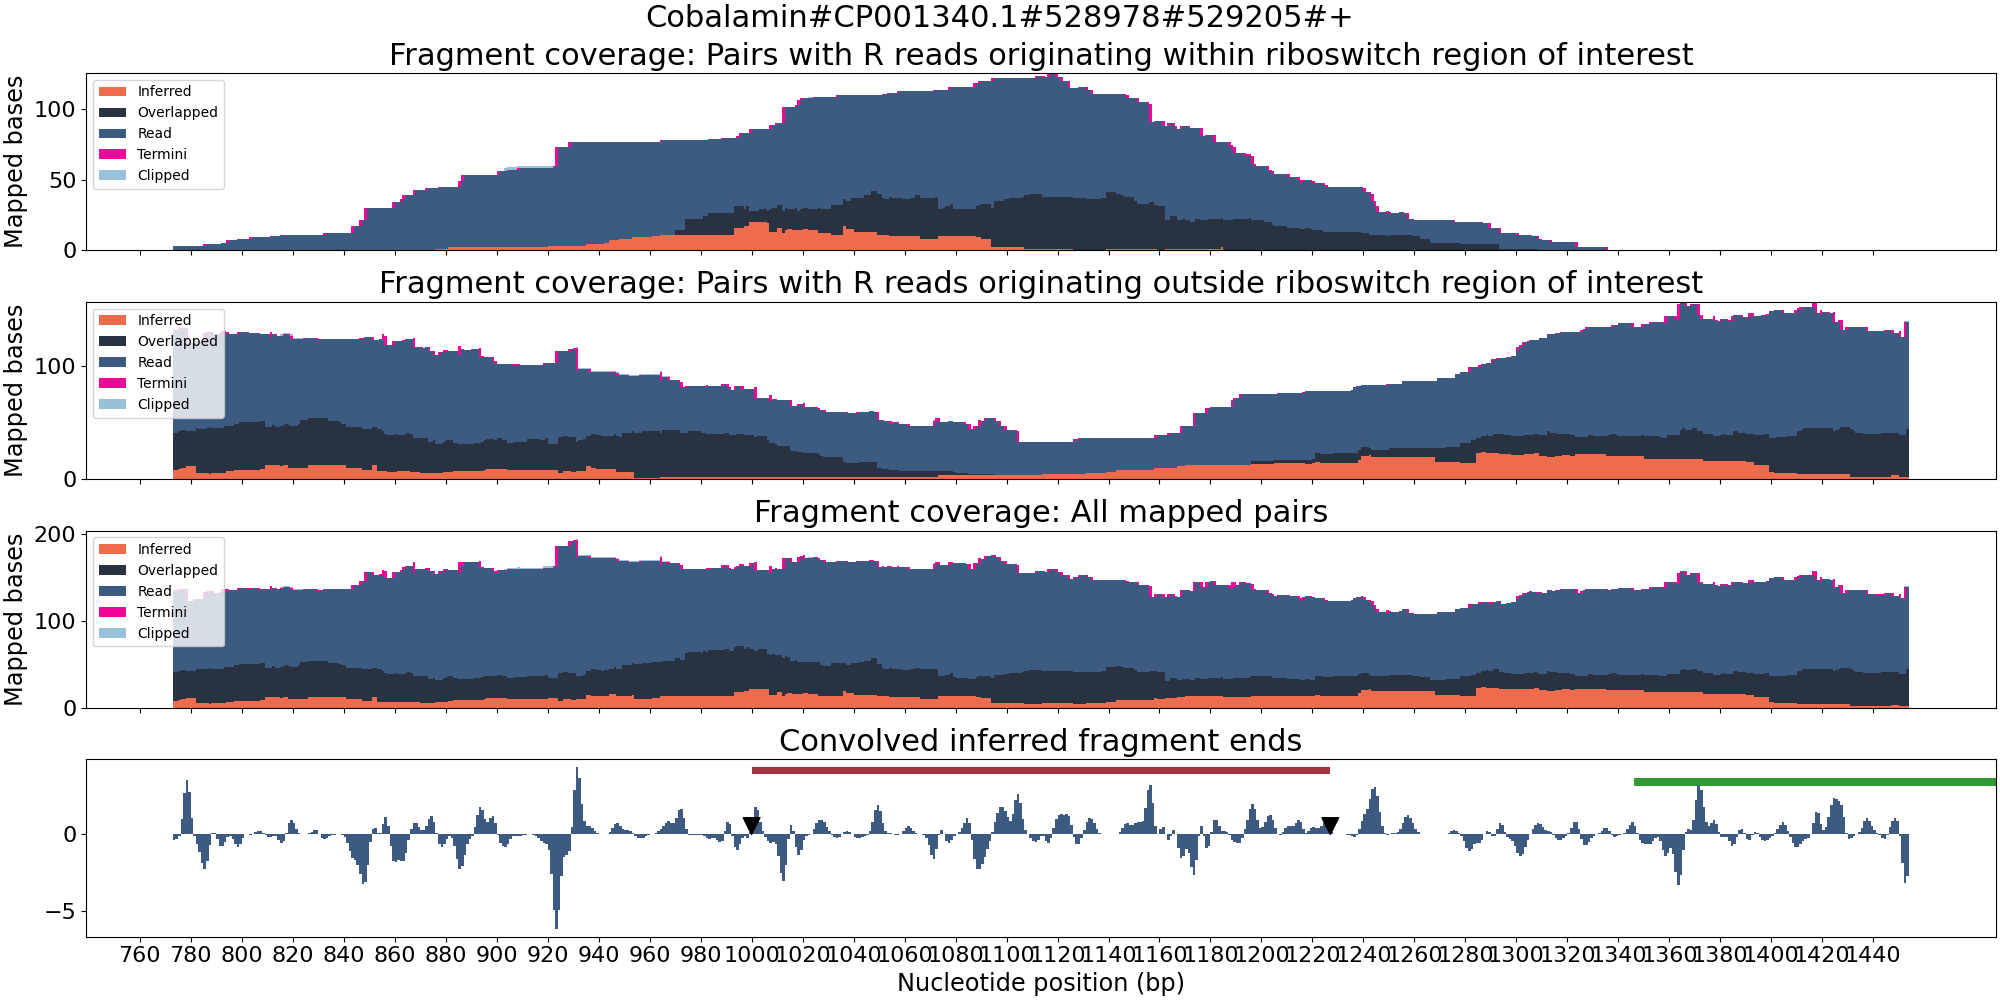 Cobalamin#CP001340.1#528978#529205#+
Fragment coverage: Pairs with R reads originating within riboswitch region of interest
Mapped bases
100
50
0
Inferred
Overlapped
Read
Termini
Clipped
Fragment coverage: Pairs with R reads originating outside riboswitch region of interest
Mapped bases
100
0
Inferred
Overlapped
Read
Termini
Clipped
Fragment coverage: All mapped pairs
Mapped bases
200
100
0
Inferred
Overlapped
Read
Termini
Clipped
Convolved inferred fragment ends
0
−5
760 780 800 820 840 860 880 900 920 940 960 980 1000 1020 1040 1060 1080 1100 1120 1140 1160 1180 1200 1220 1240 1260 1280 1300 1320 1340 1360 1380 1400 1420 1440
Nucleotide position (bp)